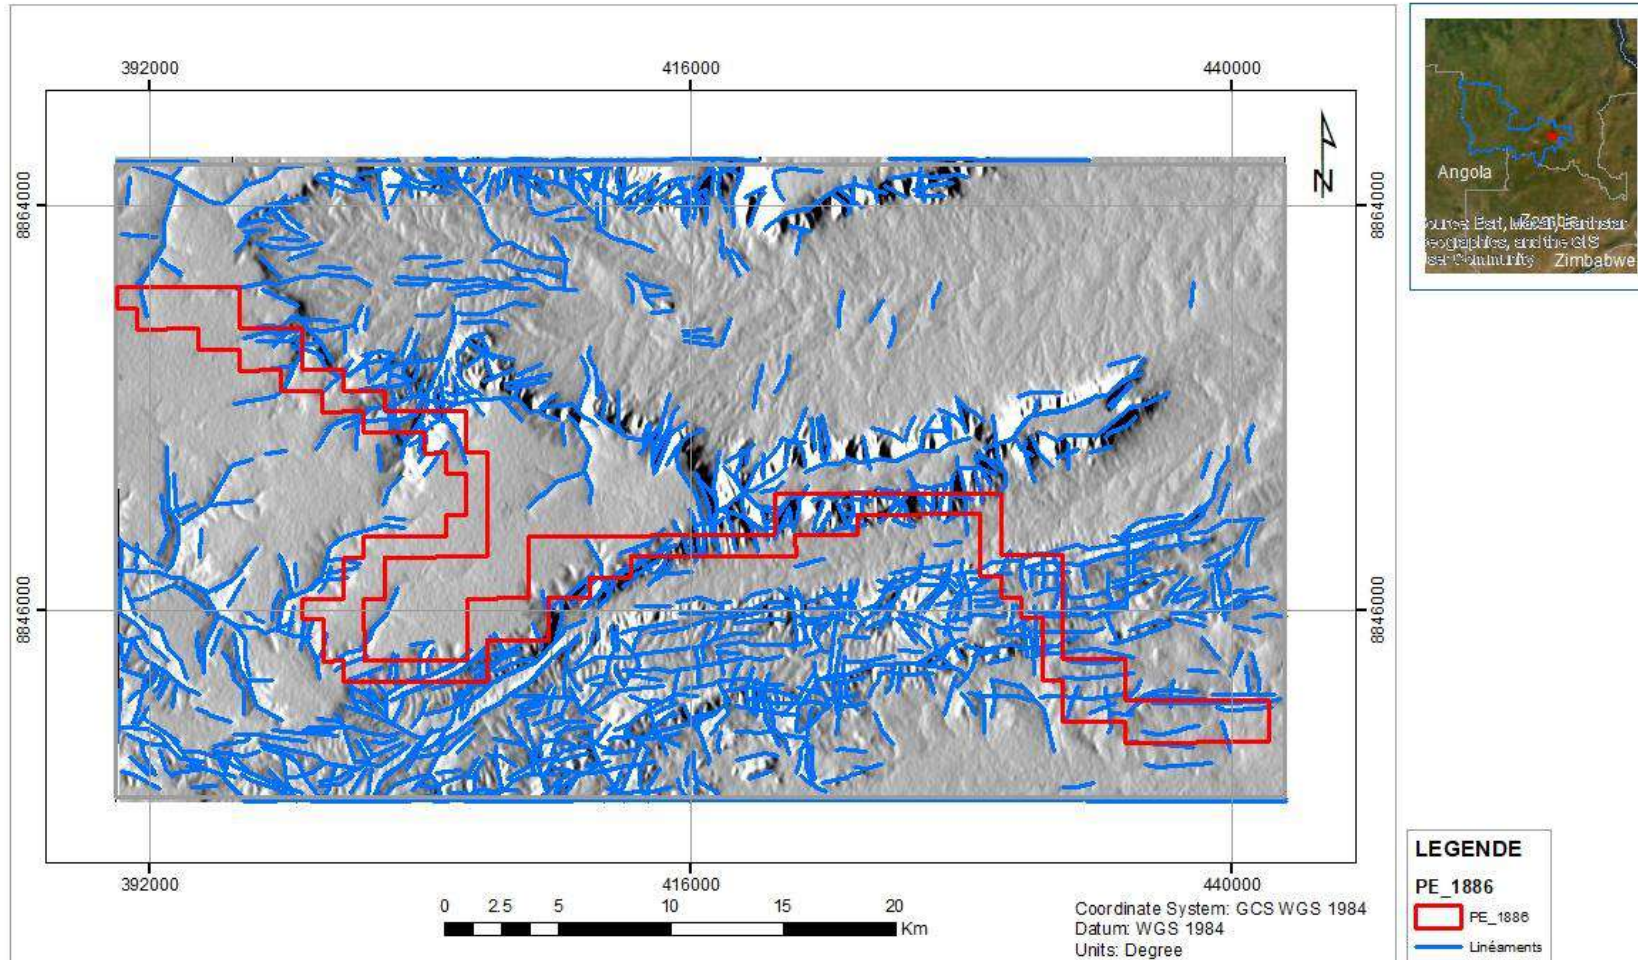 392000 416000 440000
8864000 8864000
N
8846000 8846000
392000 416000 440000
0 2.5 5 10 15 20
Km
Coordinate System: GCS WGS 1984
Datum: WGS 1984
Units: Degree
Angola
Zimbabwe
LEGENDE
PE_1886
PE_1886
Linéaments